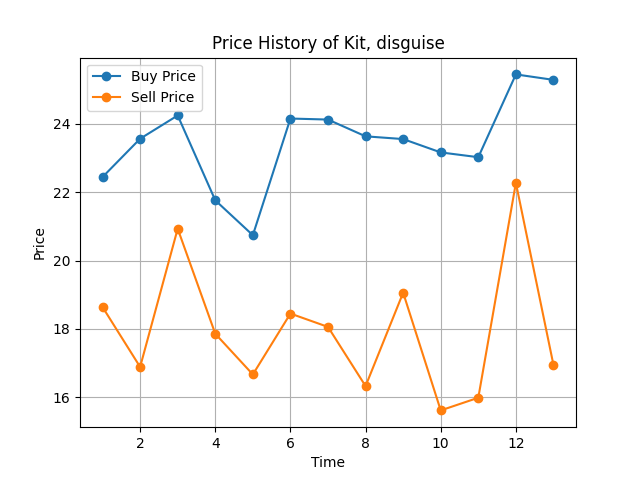 Price History of Kit, disguise
Buy Price
Sell Price
24
22
20
18
16
Price
2 4 6 8 10 12
Time